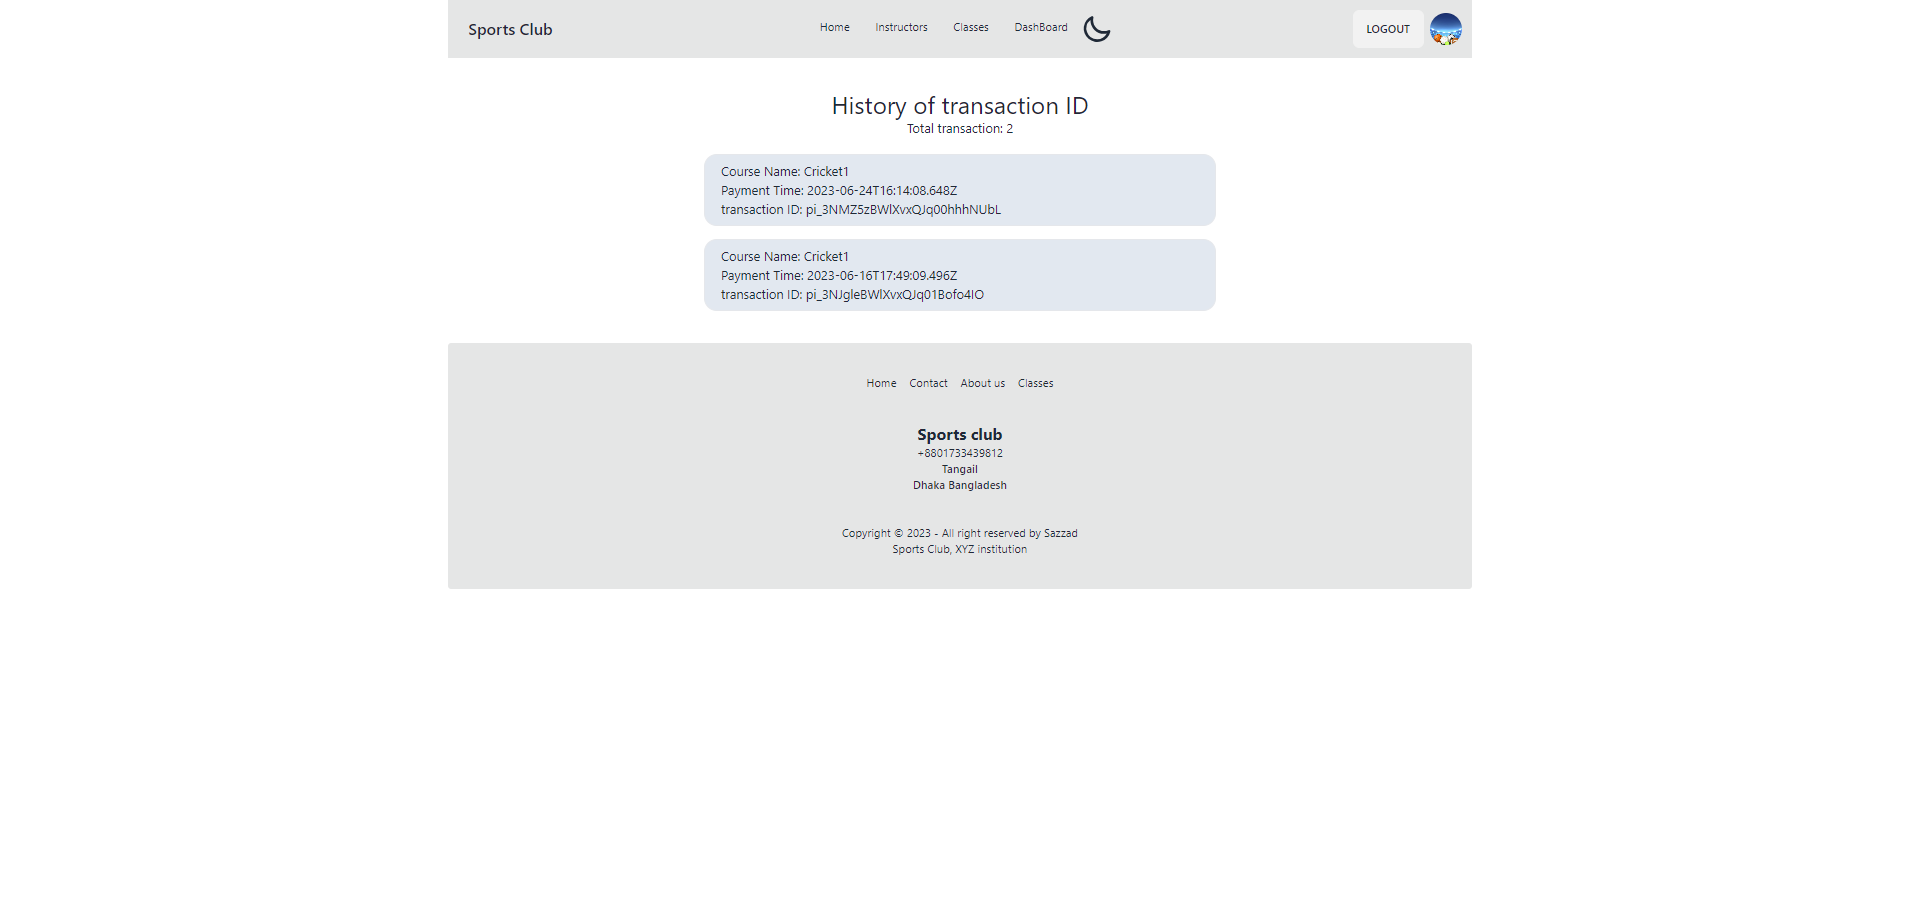 Sports Club
Home Instructors Classes DashBoard
LOGOUT
History of transaction ID
Total transaction: 2
Course Name: Cricket1
Payment Time: 2023-06-24T16:14:08.648Z
transaction ID: pi_3NMZ5zBWlXvxQJq00hhhNUbL
Course Name: Cricket1
Payment Time: 2023-06-16T17:49:09.496Z
transaction ID: pi_3NJgleBWlXvxQJq01Bofo4IO
Home Contact About us Classes
Sports club
+8801733439812
Tangail
Dhaka Bangladesh
Copyright © 2023 - All right reserved by Sazzad
Sports Club, XYZ institution